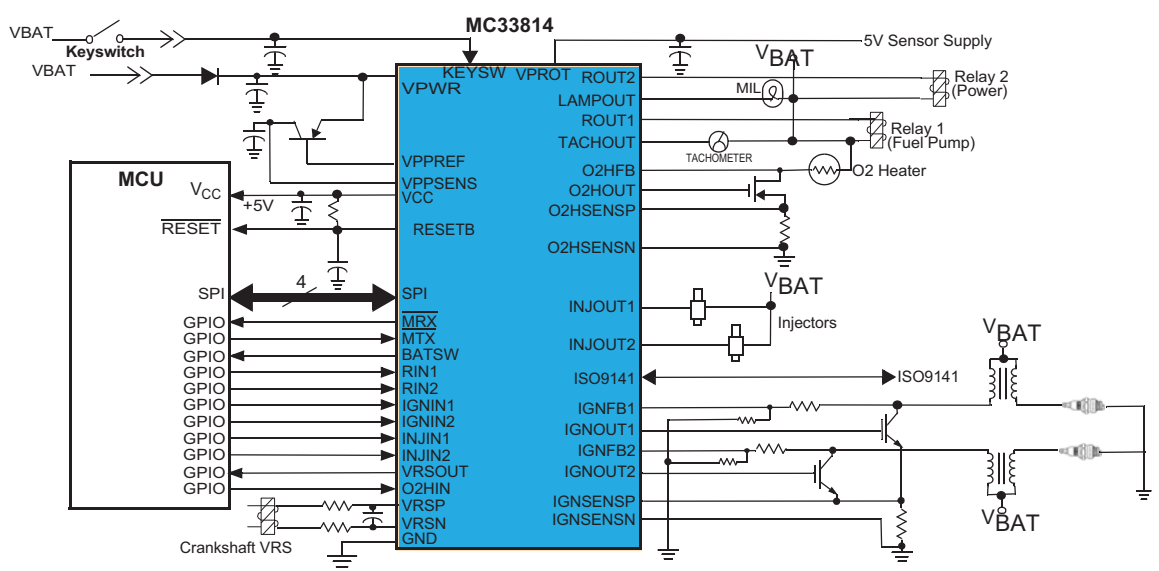 MC33814
VBAT
Keyswitch
VBAT
5V Sensor Supply
VBAT
KEYSW VPROT
VPWR
ROUT2
MIL
LAMPOUT
Relay 2
(Power)
ROUT1
TACHOUT
TACHOMETER
Relay 1
(Fuel Pump)
VPPREF
VPPSENS
O2HFB
O2 Heater
O2HOUT
MCU
VCC
+5V
VCC
O2HSENSP
RESET
RESETB
O2HSENSN
VBAT
SPI
4
SPI
INJOUT1
Injectors
INJOUT2
GPIO
MRX
GPIO
MTX
GPIO
BATSW
GPIO
RIN1
ISO9141
ISO9141
GPIO
RIN2
GPIO
IGNIN1
IGNFB1
GPIO
IGNIN2
IGNOUT1
GPIO
INJIN1
IGNFB2
GPIO
INJIN2
IGNOUT2
GPIO
VRSOUT
GPIO
O2HIN
VBAT
VRSP
IGNSENSP
VRSN
IGNSENSN
VBAT
GND
Crankshaft VRS